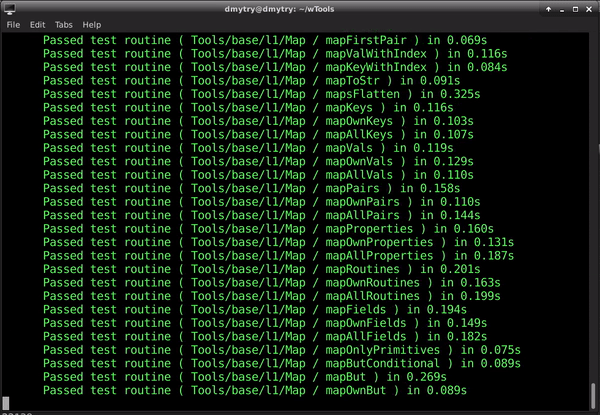 dmytry@dmytry: ~/wTools
File Edit Tabs Help
Passed test routine ( Tools/base/l1/Map / mapFirstPair ) in 0.069s
Passed test routine ( Tools/base/l1/Map / mapValWithIndex ) in 0.116s
Passed test routine ( Tools/base/l1/Map / mapKeyWithIndex ) in 0.084s
Passed test routine ( Tools/base/l1/Map / mapToStr ) in 0.091s
Passed test routine ( Tools/base/l1/Map / mapsFlatten ) in 0.325s
Passed test routine ( Tools/base/l1/Map / mapKeys ) in 0.116s
Passed test routine ( Tools/base/l1/Map / mapOwnKeys ) in 0.103s
Passed test routine ( Tools/base/l1/Map / mapAllKeys ) in 0.107s
Passed test routine ( Tools/base/l1/Map / mapVals ) in 0.119s
Passed test routine ( Tools/base/l1/Map / mapOwnVals ) in 0.129s
Passed test routine ( Tools/base/l1/Map / mapAllVals ) in 0.110s
Passed test routine ( Tools/base/l1/Map / mapPairs ) in 0.158s
Passed test routine ( Tools/base/l1/Map / mapOwnPairs ) in 0.110s
Passed test routine ( Tools/base/l1/Map / mapAllPairs ) in 0.144s
Passed test routine ( Tools/base/l1/Map / mapProperties ) in 0.160s
Passed test routine ( Tools/base/l1/Map / mapOwnProperties ) in 0.131s
Passed test routine ( Tools/base/l1/Map / mapAllProperties ) in 0.187s
Passed test routine ( Tools/base/l1/Map / mapRoutines ) in 0.201s
Passed test routine ( Tools/base/l1/Map / mapOwnRoutines ) in 0.163s
Passed test routine ( Tools/base/l1/Map / mapAllRoutines ) in 0.199s
Passed test routine ( Tools/base/l1/Map / mapFields ) in 0.194s
Passed test routine ( Tools/base/l1/Map / mapOwnFields ) in 0.149s
Passed test routine ( Tools/base/l1/Map / mapAllFields ) in 0.182s
Passed test routine ( Tools/base/l1/Map / mapOnlyPrimitives ) in 0.075s
Passed test routine ( Tools/base/l1/Map / mapButConditional ) in 0.089s
Passed test routine ( Tools/base/l1/Map / mapBut ) in 0.269s
Passed test routine ( Tools/base/l1/Map / mapOwnBut ) in 0.089s